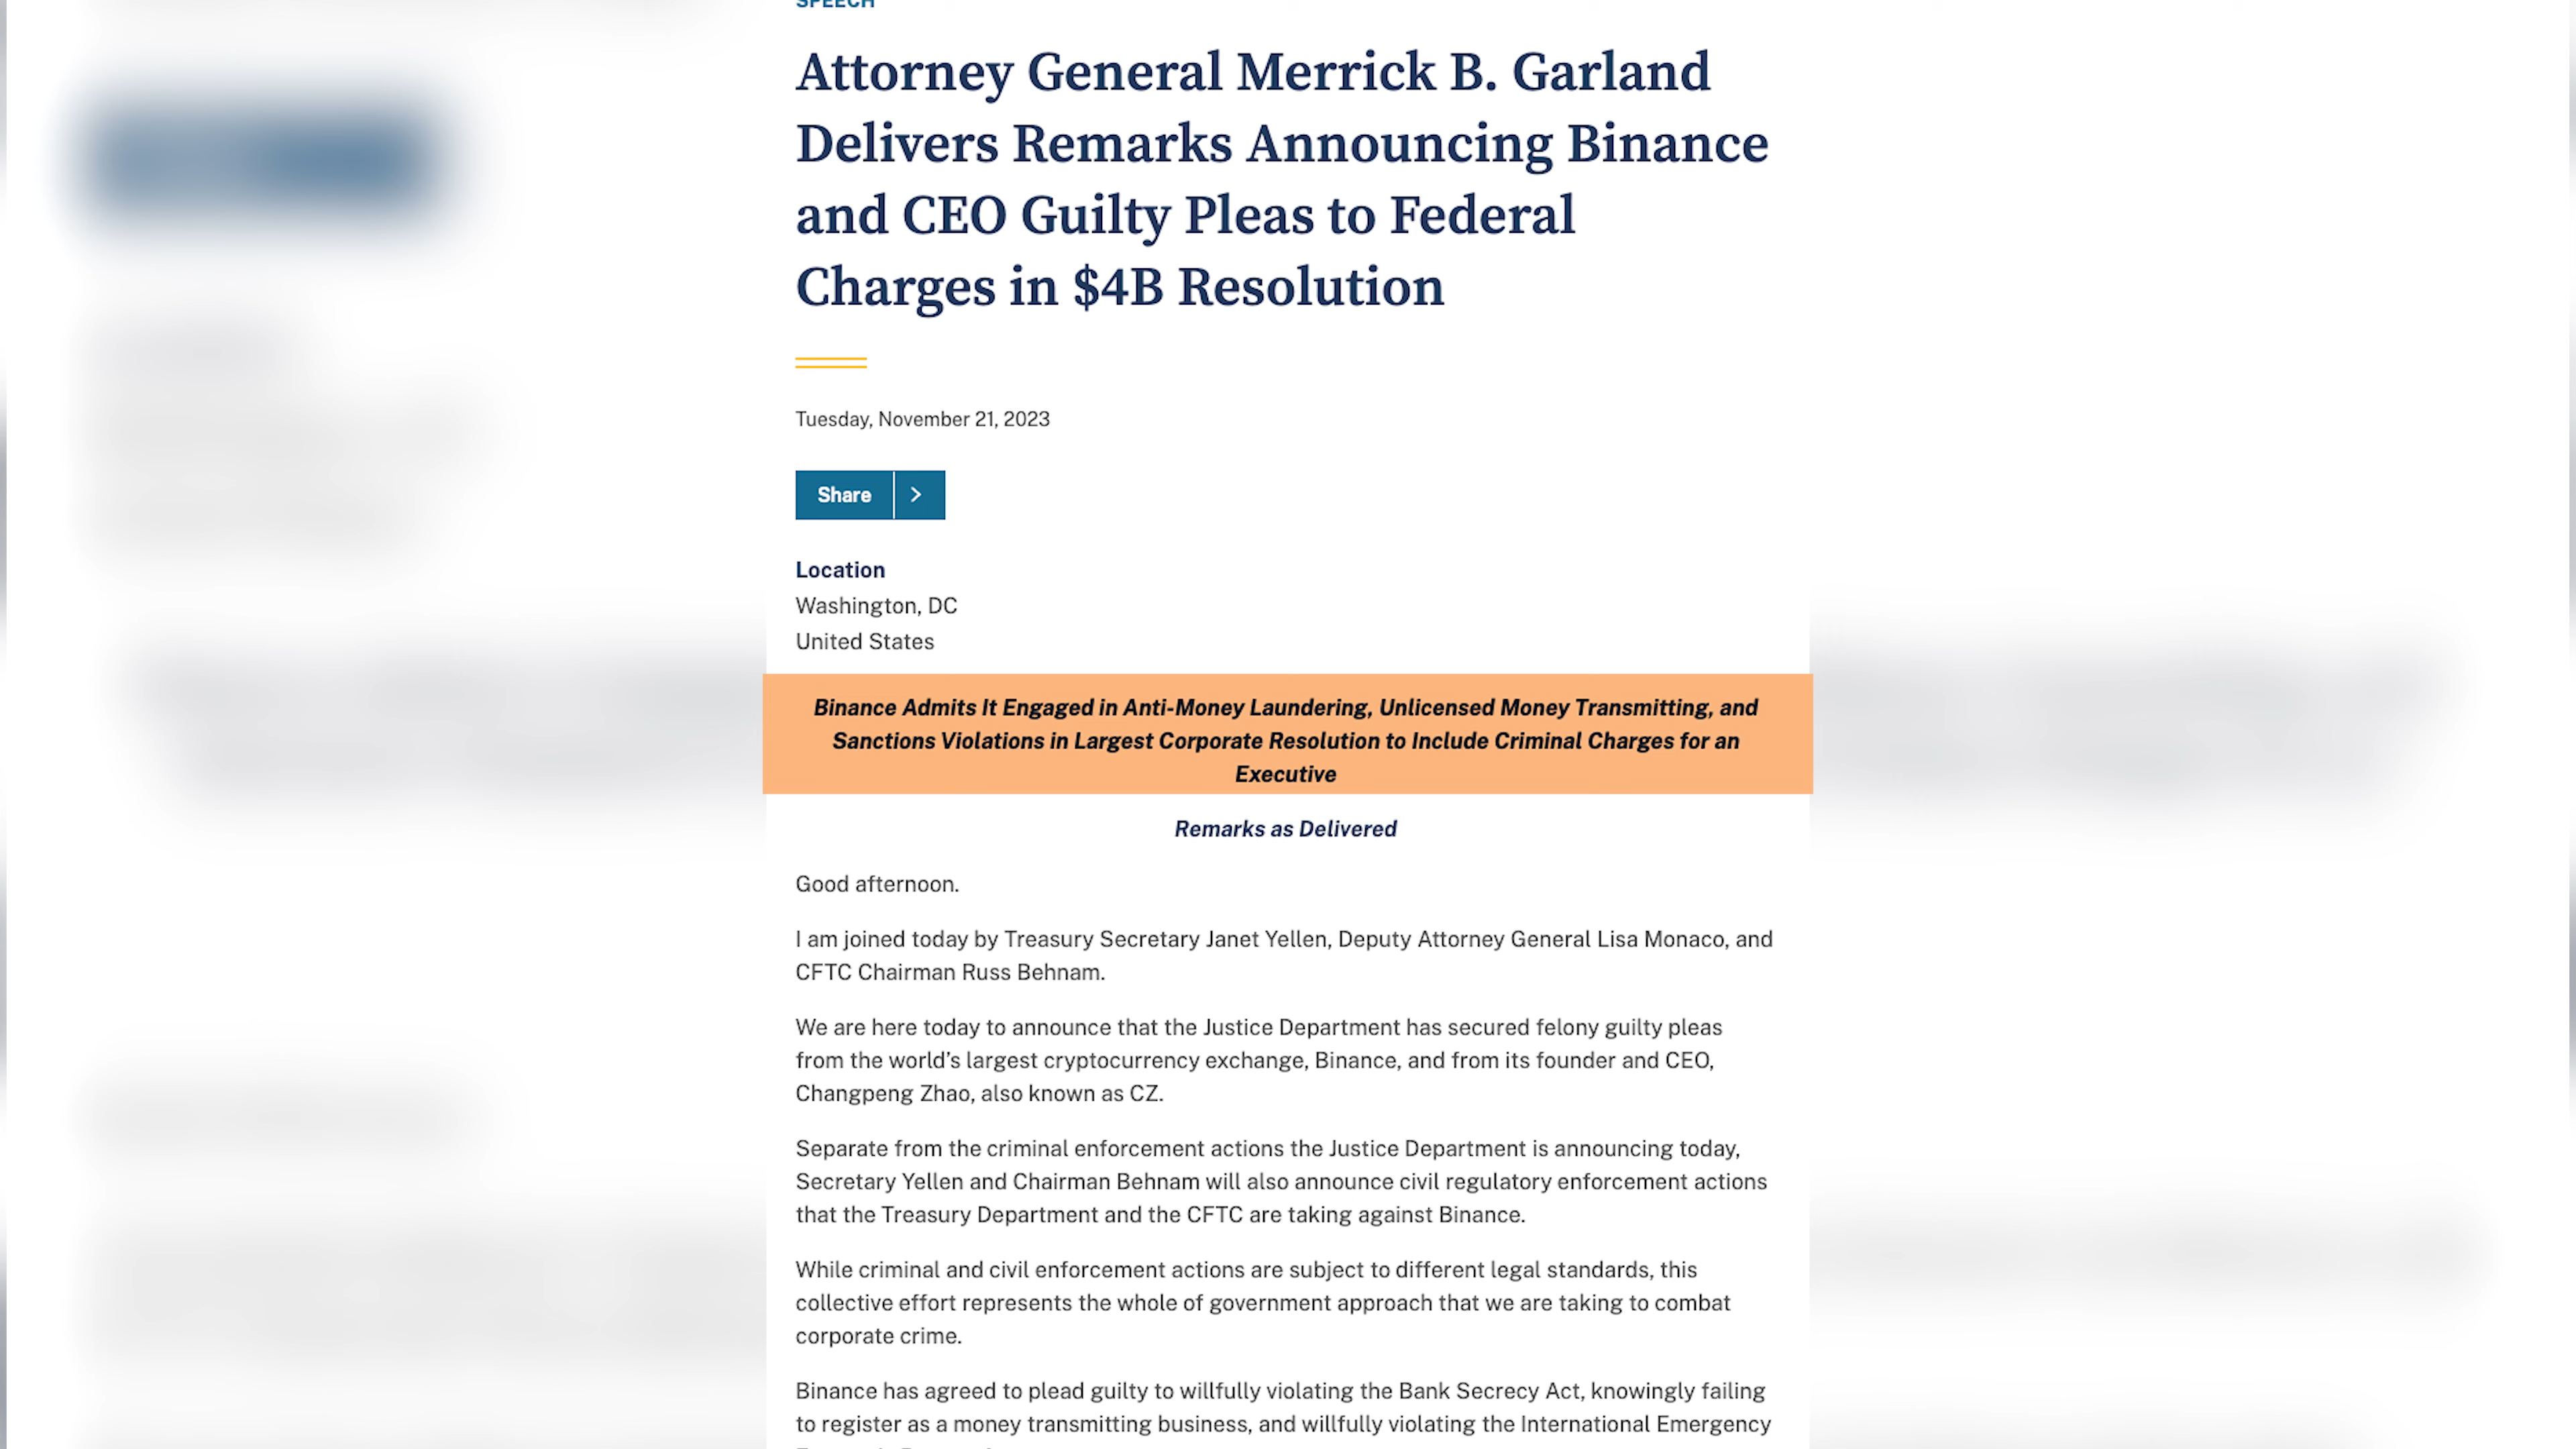 SPEECH
Attorney General Merrick B. Garland
Delivers Remarks Announcing Binance
and CEO Guilty Pleas to Federal
Charges in $4B Resolution
Tuesday, November 21, 2023
Share
Location
Washington, DC
United States
Binance Admits It Engaged in Anti-Money Laundering, Unlicensed Money Transmitting, and
Sanctions Violations in Largest Corporate Resolution to Include Criminal Charges for an
Executive
Remarks as Delivered
Good afternoon.
I am joined today by Treasury Secretary Janet Yellen, Deputy Attorney General Lisa Monaco, and
CFTC Chairman Russ Behnam.
We are here today to announce that the Justice Department has secured felony guilty pleas
from the world's largest cryptocurrency exchange, Binance, and from its founder and CEO,
Changpeng Zhao, also known as CZ.
Separate from the criminal enforcement actions the Justice Department is announcing today,
Secretary Yellen and Chairman Behnam will also announce civil regulatory enforcement actions
that the Treasury Department and the CFTC are taking against Binance.
While criminal and civil enforcement actions are subject to different legal standards, this
collective effort represents the whole of government approach that we are taking to combat
corporate crime.
Binance has agreed to plead guilty to willfully violating the Bank Secrecy Act, knowingly failing
to register as a money transmitting business, and willfully violating the International Emergency